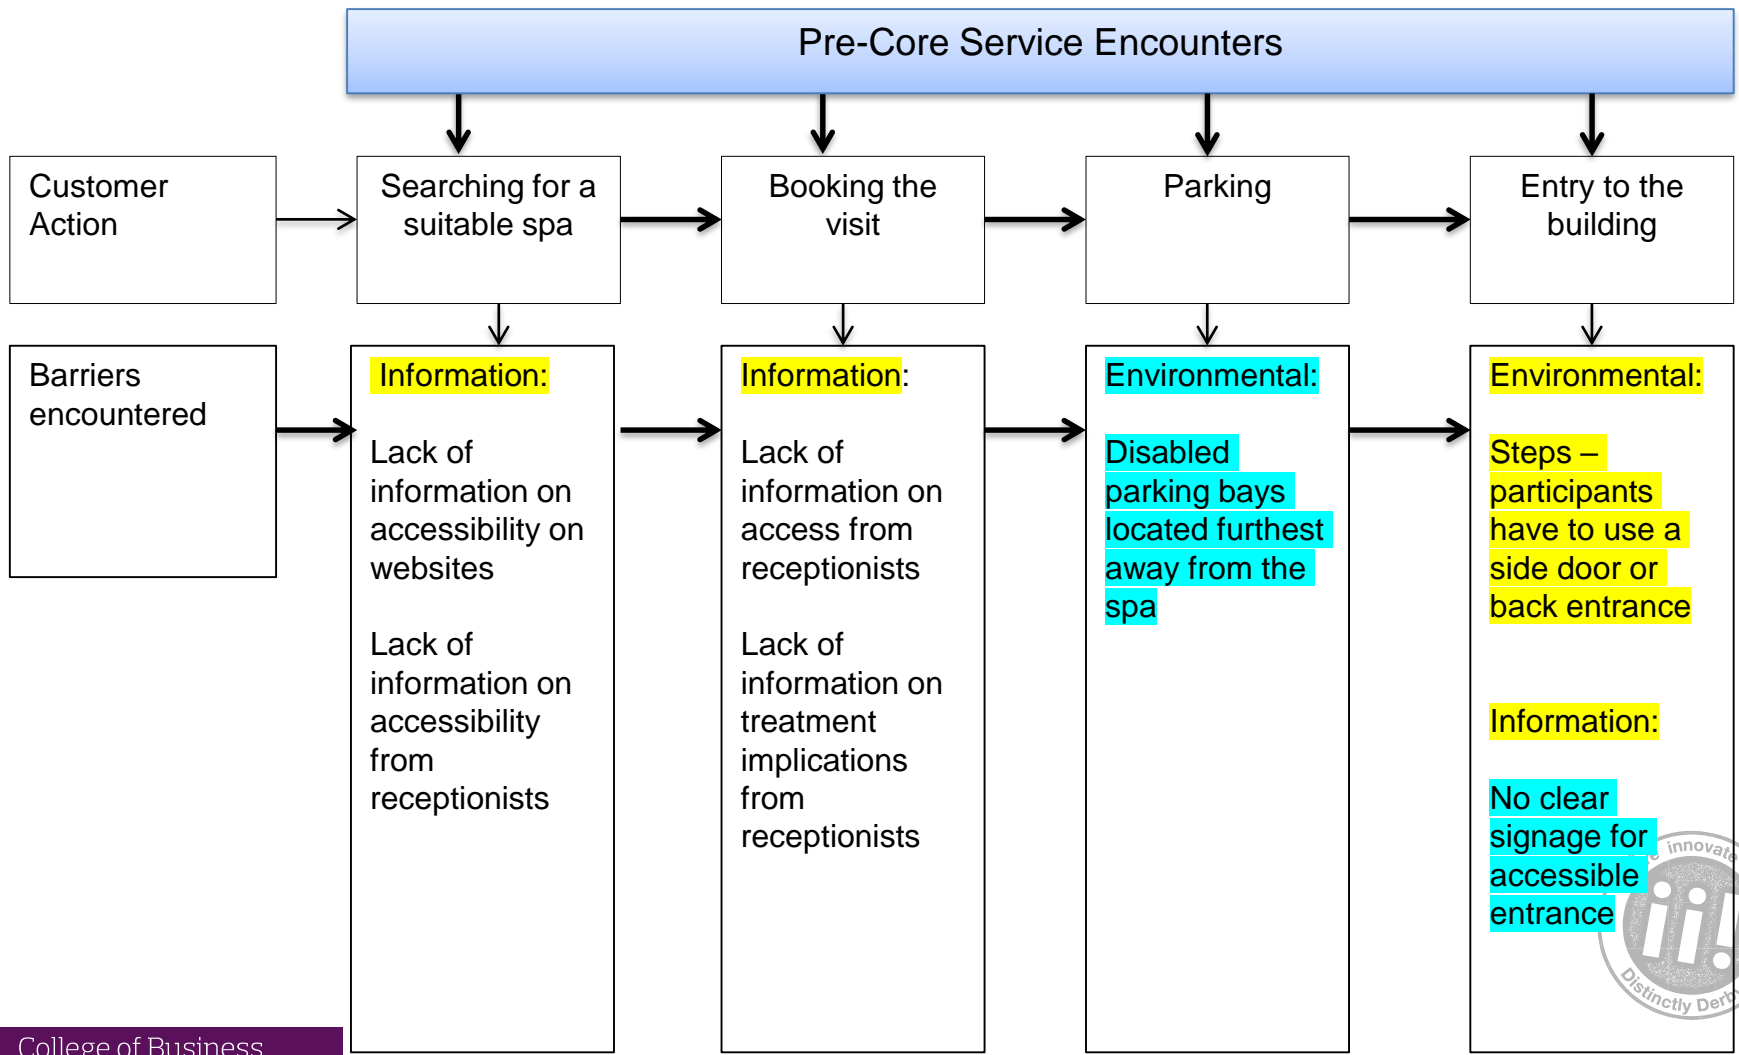 Pre-Core Service Encounters
Customer
Action
Searching for a
suitable spa
Booking the
visit
Parking
Entry to the
building
Barriers
encountered
Information:
Lack of
information on
accessibility on
websites
Lack of
information on
accessibility
from
receptionists
Information:
Lack of
information on
access from
receptionists
Lack of
information on
treatment
implications
from
receptionists
Environmental:
Disabled
parking bays
located furthest
away from the
spa
Environmental:
Steps –
participants
have to use a
side door or
back entrance
Information:
No clear
signage for
accessible
entrance
innovate
ii!
Distinctly Derby
College of Business